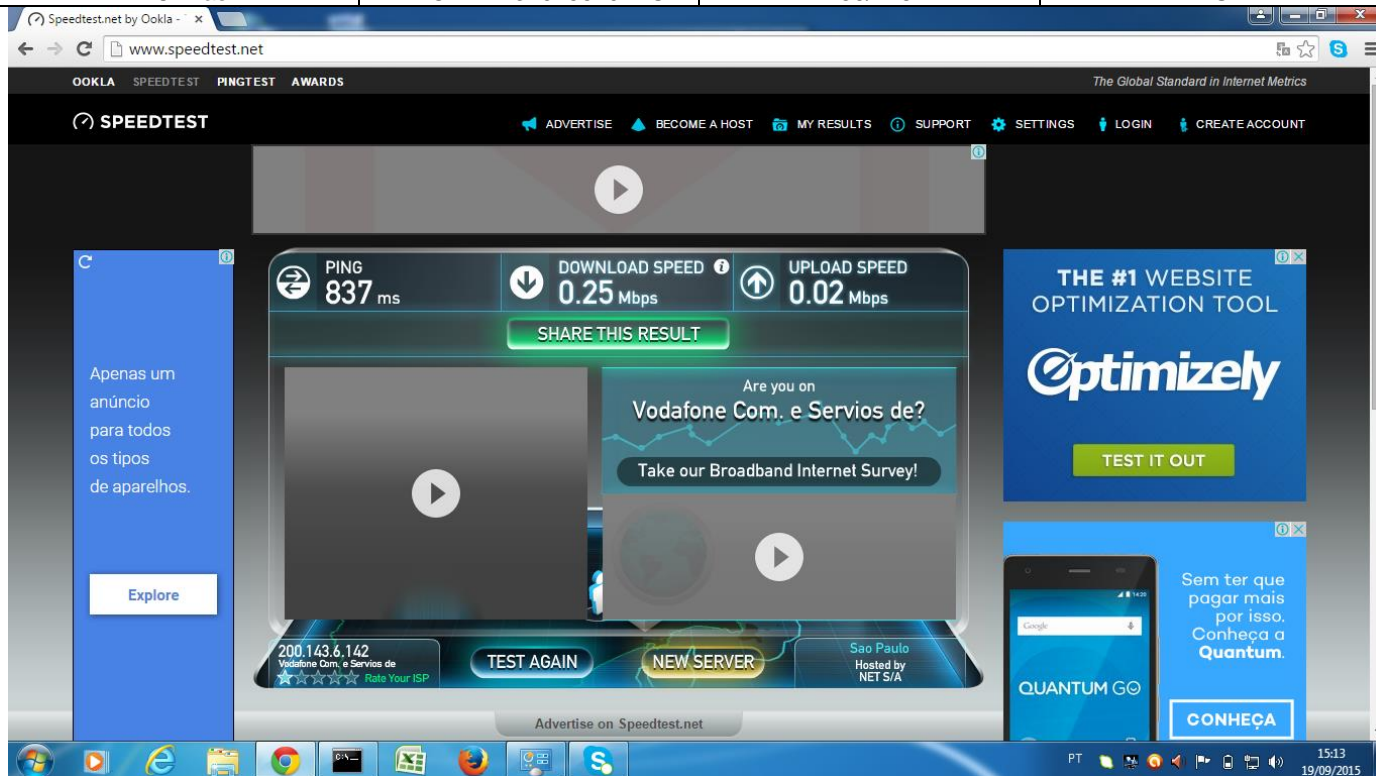 Speedtest.net by Ookla -
www.speedtest.net
OOKLA SPEEDTEST PINGTEST AWARDS
The Global Standard in Internet Metrics
SPEEDTEST
ADVERTISE BECOME A HOST MY RESULTS SUPPORT SETTINGS LOGIN CREATE ACCOUNT
PING
837 ms
DOWNLOAD SPEED
0.25 Mbps
UPLOAD SPEED
0.02 Mbps
SHARE THIS RESULT
Apenas um
anúncio
para todos
os tipos
de aparelhos.
Explore
Are you on
Vodafone Com. e Servios de?
Take our Broadband Internet Survey!
THE #1 WEBSITE
OPTIMIZATION TOOL
Optimizely
TEST IT OUT
200.143.6.142
Vodafone Com. e Servios de
Rate Your ISP
TEST AGAIN
NEW SERVER
Sao Paulo
Hosted by
NET S/A
Google
Sem ter que
pagar mais
por isso.
Conheça a
Quantum.
QUANTUM GO
CONHEÇA
Advertise on Speedtest.net
PT
15:13
19/09/2015